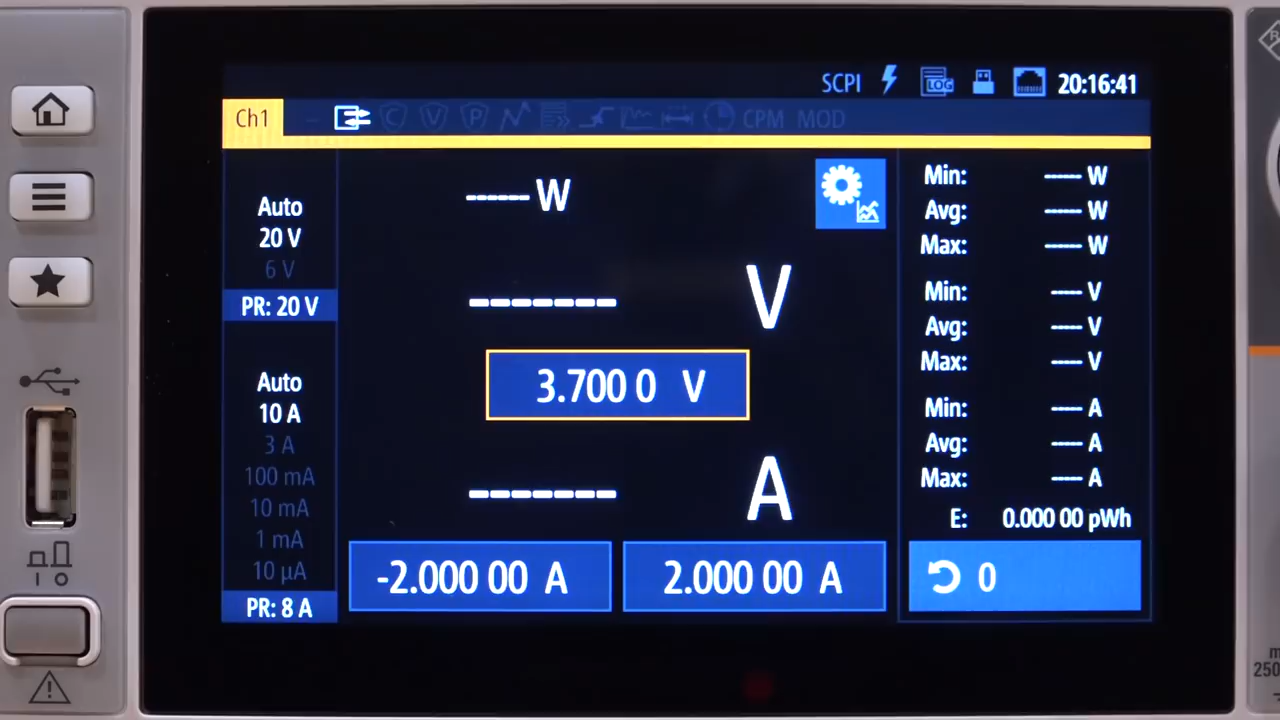 SCPI LOG 20:16:41
Ch1 C V P CPM MOD
Auto
20 V
6 V
PR: 20 V
Auto
10 A
3 A
100 mA
10 mA
1 mA
10 µA
PR: 8 A
-----W
------- V
3.700 0 V
------- A
-2.000 00 A
2.000 00 A
Min: ---- W
Avg: ---- W
Max: ---- W
Min: ---- V
Avg: ---- V
Max: ---- V
Min: ---- A
Avg: ---- A
Max: ---- A
E: 0.000 00 pWh
0
R
250